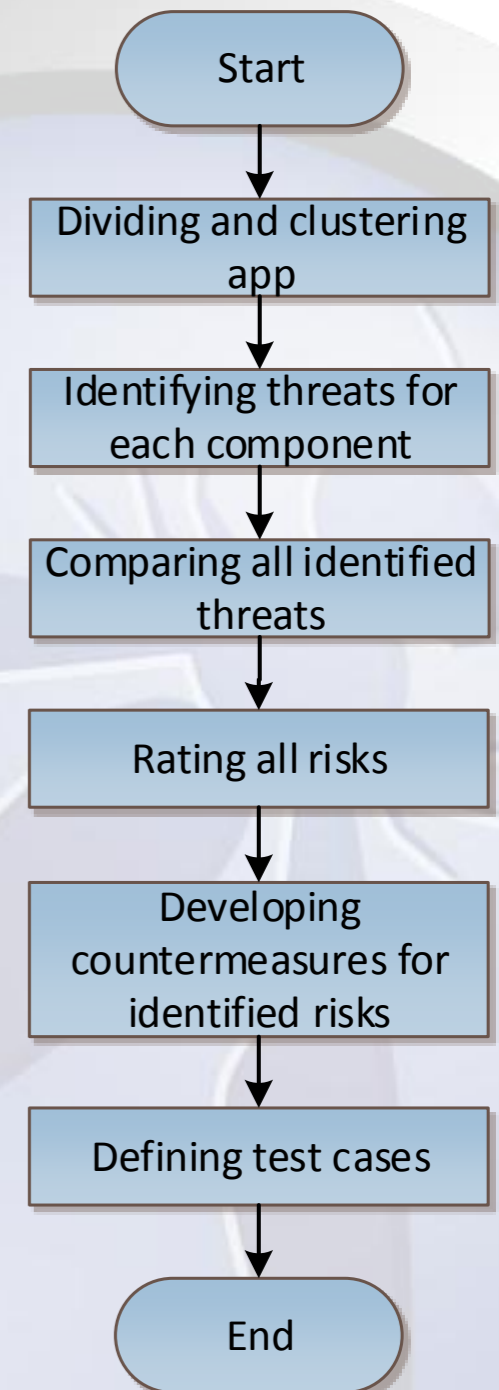 Start
Dividing and clustering
app
Identifying threats for
each component
Comparing all identified
threats
Rating all risks
Developing
countermeasures for
identified risks
Defining test cases
End